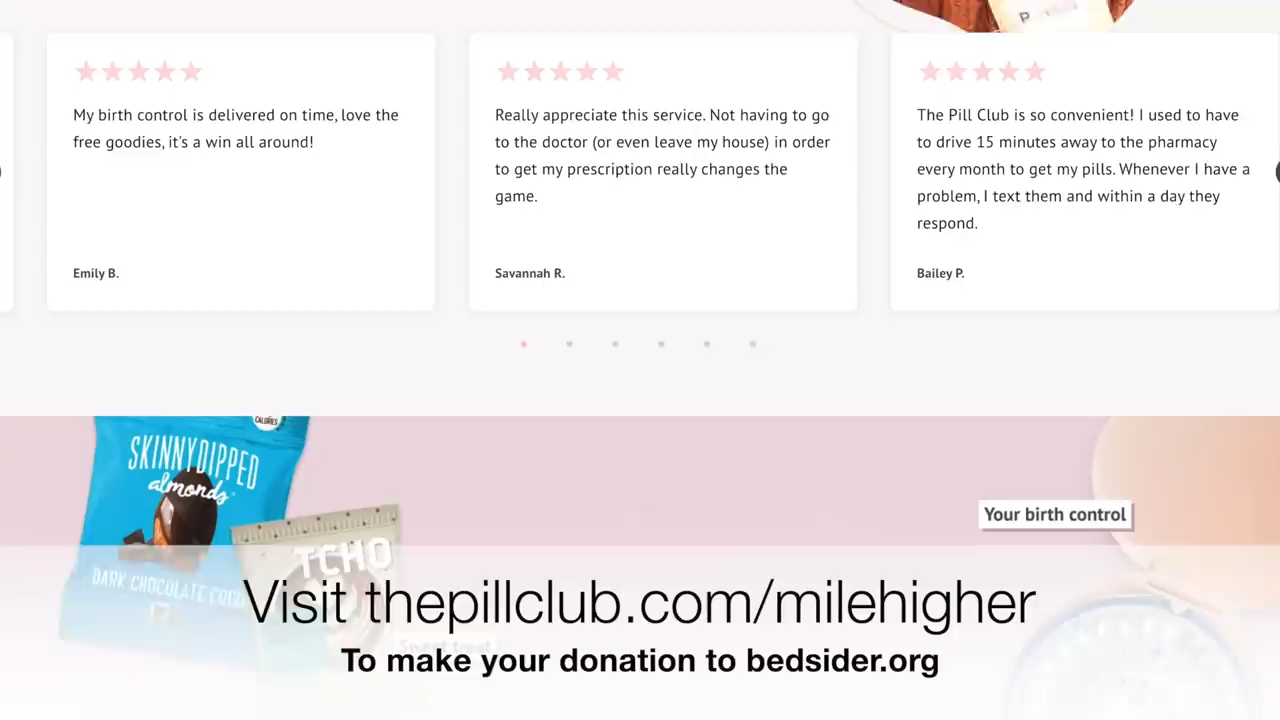 My birth control is delivered on time, love the
free goodies, it's a win all around!
Emily B.
Really appreciate this service. Not having to go
to the doctor (or even leave my house) in order
to get my prescription really changes the
game.
Savannah R.
The Pill Club is so convenient! I used to have
to drive 15 minutes away to the pharmacy
every month to get my pills. Whenever I have a
problem, I text them and within a day they
respond.
Bailey P.
CALORIES
SKINNYDIPPED
almonds
DARK CHOCOLATE COCO
TCHO
Your birth control
Sweet treat
Visit thepillclub.com/milehigher
To make your donation to bedsider.org